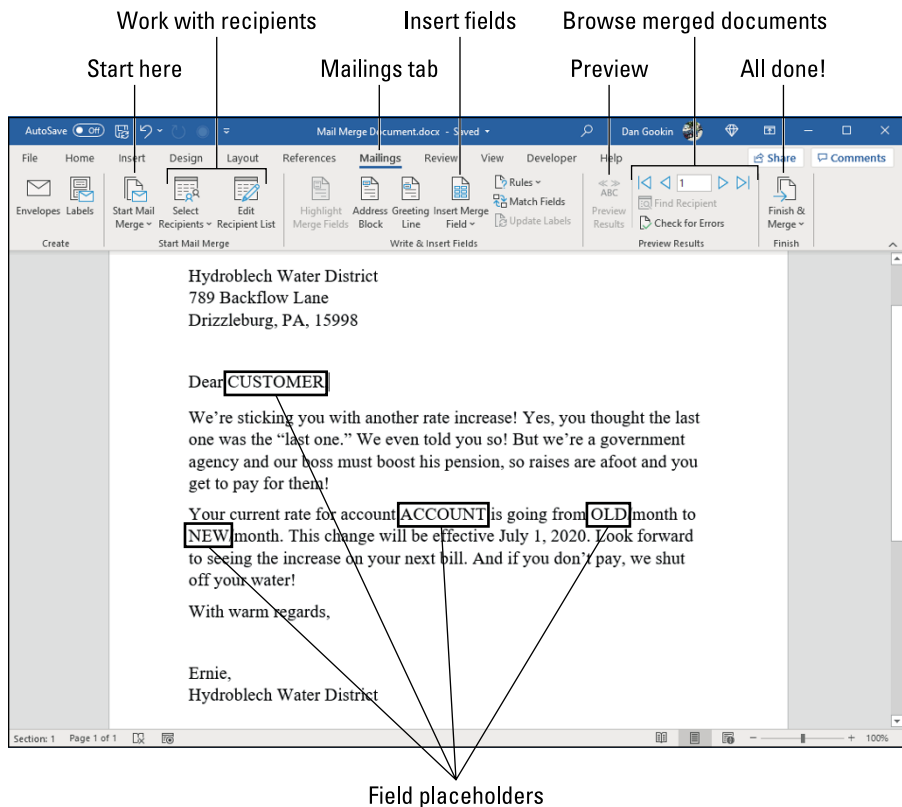 Work with recipients Insert fields Browse merged documents
Start here Mailings tab Preview All done!
AutoSave Off Mail Merge Document.docx - Saved Dan Gookin
File Home Insert Design Layout References Mailings Review View Developer Help Share Comments
Envelopes Labels Start Mail Merge Select Recipients Edit Recipient List Highlight Merge Fields Address Block Greeting Line Insert Merge Field Rules Match Fields Update Labels ABC Preview Results 1 Find Recipient Check for Errors Finish & Merge
Create Start Mail Merge Write & Insert Fields Preview Results Finish
Hydroblech Water District
789 Backflow Lane
Drizzleburg, PA, 15998
Dear CUSTOMER
We’re sticking you with another rate increase! Yes, you thought the last
one was the “last one.” We even told you so! But we’re a government
agency and our boss must boost his pension, so raises are afoot and you
get to pay for them!
Your current rate for account ACCOUNT is going from OLD/month to
NEW/month. This change will be effective July 1, 2020. Look forward
to seeing the increase on your next bill. And if you don’t pay, we shut
off your water!
With warm regards,
Ernie,
Hydroblech Water District
Section: 1 Page 1 of 1 100%
Field placeholders